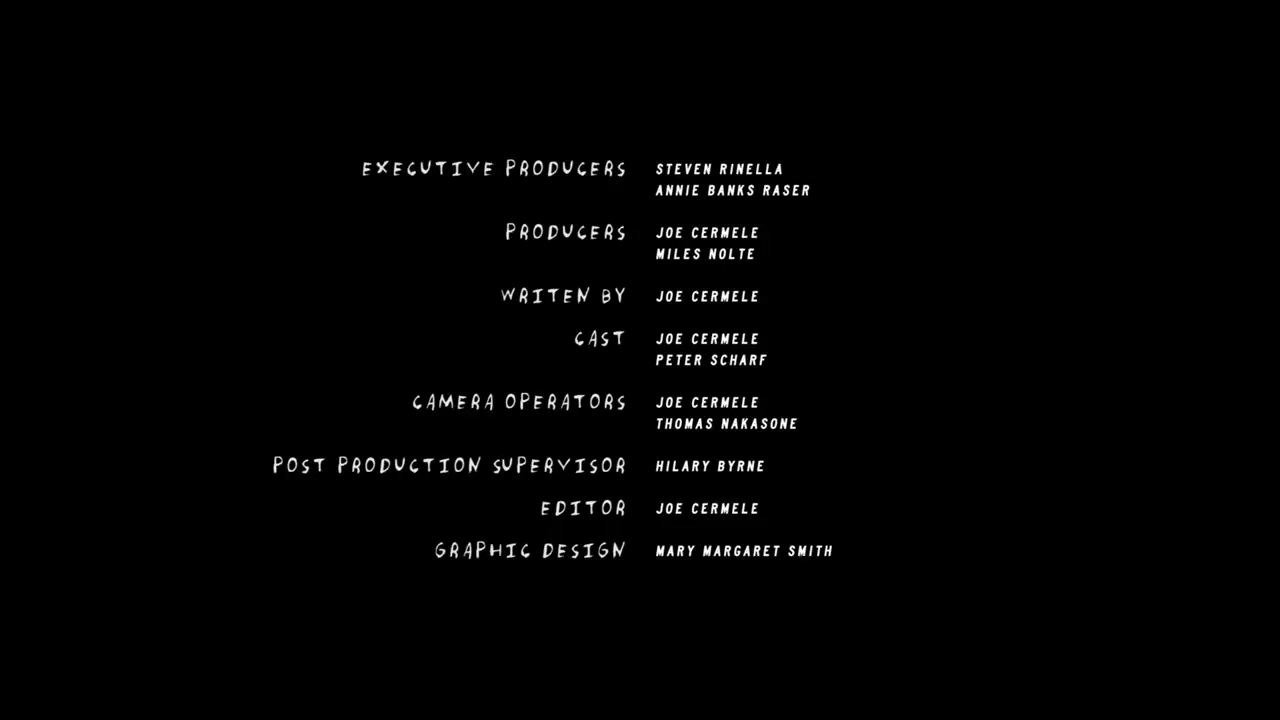 EXECUTIVE PRODUCERS STEVEN RINELLA
ANNIE BANKS RASER
PRODUCERS JOE CERMELE
MILES NOLTE
WRITEN BY JOE CERMELE
CAST JOE CERMELE
PETER SCHARF
CAMERA OPERATORS JOE CERMELE
THOMAS NAKASONE
POST PRODUCTION SUPERVISOR HILARY BYRNE
EDITOR JOE CERMELE
GRAPHIC DESIGN MARY MARGARET SMITH